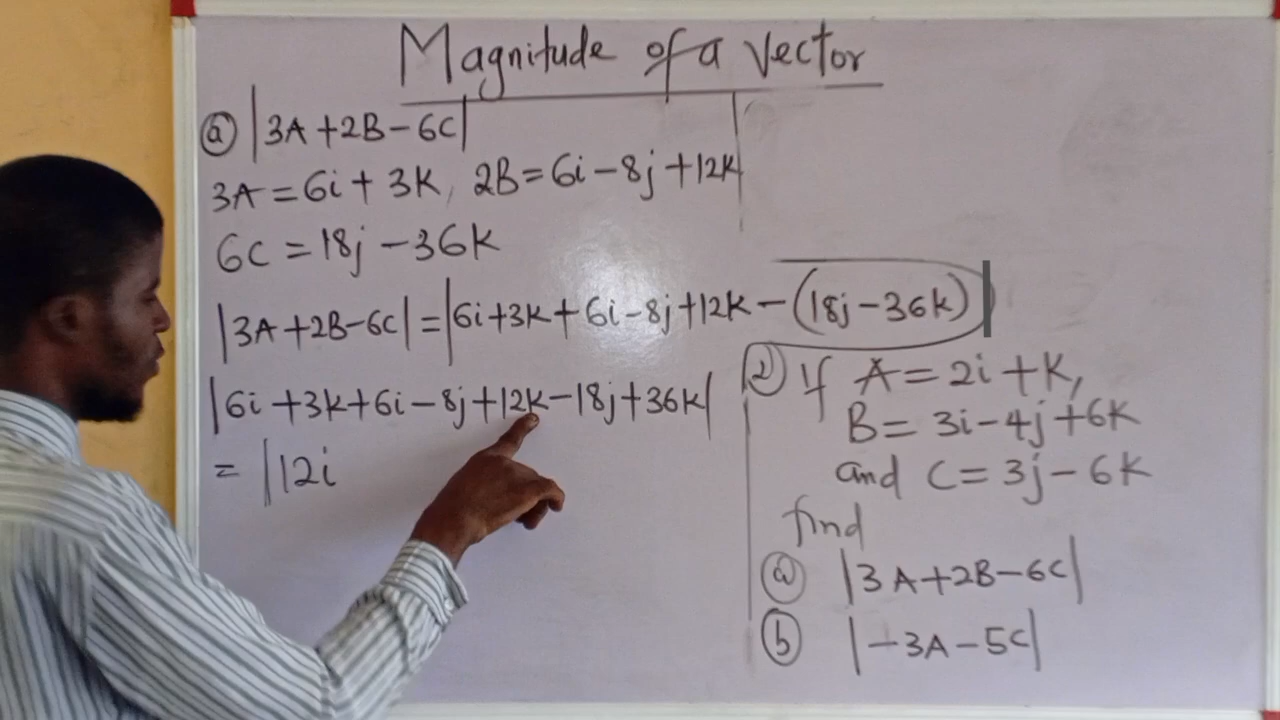 Magnitude of a Vector
ⓐ |3A+2B-6C|
3A=6i+3K, 2B=6i-8j+12K
6C=18j-36K
|3A+2B-6C|=|6i+3K+6i-8j+12K-(18j-36K)|
|6i+3K+6i-8j+12K-18j+36K|
= |12i
② If A=2i+K,
B=3i-4j+6K
and C=3j-6K
find
ⓐ |3A+2B-6C|
ⓑ |-3A-5C|